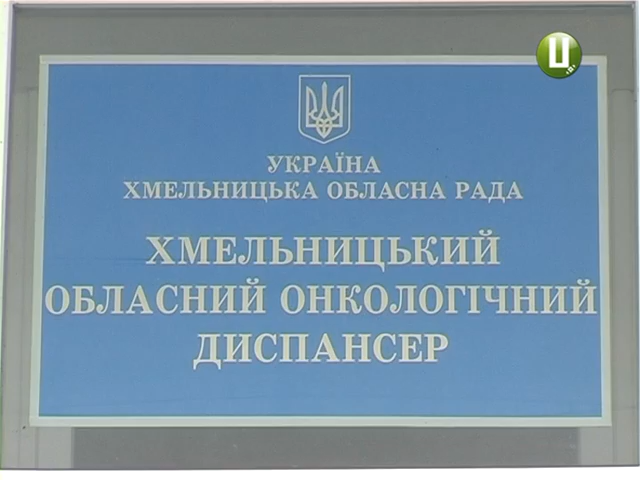 Ц
УКРАЇНА
ХМЕЛЬНИЦЬКА ОБЛАСНА РАДА
ХМЕЛЬНИЦЬКИЙ
ОБЛАСНИЙ ОНКОЛОГІЧНИЙ
ДИСПАНСЕР